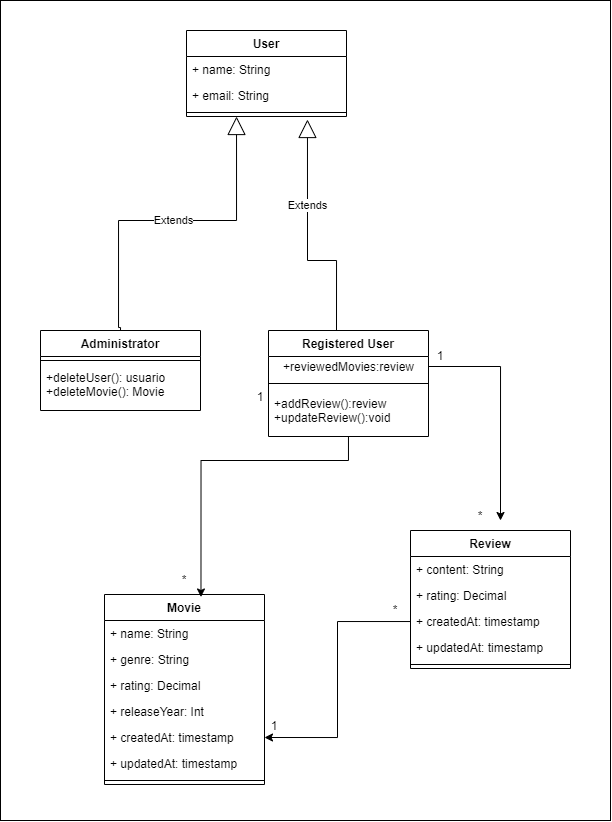 User
+ name: String
+ email: String
Extends
Extends
Administrator
+deleteUser(): usuario
+deleteMovie(): Movie
Registered User
+reviewedMovies:review
+addReview():review
+updateReview():void
1
1
*
*
Review
+ content: String
+ rating: Decimal
+ createdAt: timestamp
+ updatedAt: timestamp
*
1
Movie
+ name: String
+ genre: String
+ rating: Decimal
+ releaseYear: Int
+ createdAt: timestamp
+ updatedAt: timestamp